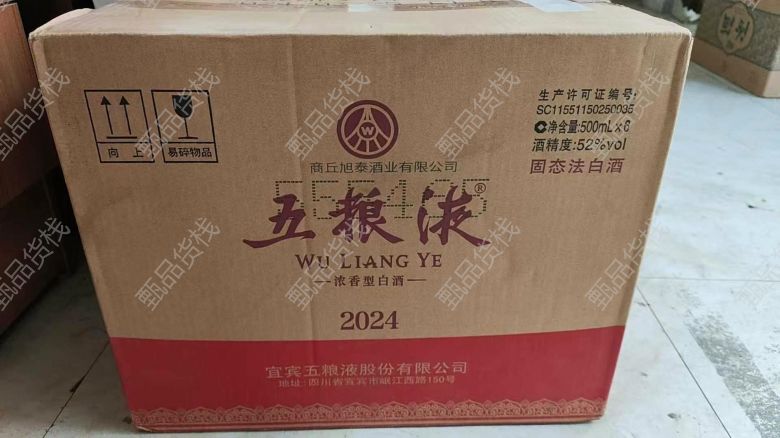 向 上
易碎物品
W
商丘旭泰酒业有限公司
五粮液®
WU LIANG YE
浓香型白酒
2024
宜宾五粮液股份有限公司
地址: 四川省宜宾市岷江西路150号
生产许可证编号:
SC11551150250035
净含量:500mL×6
酒精度:52%vol
固态法白酒
甄品货栈